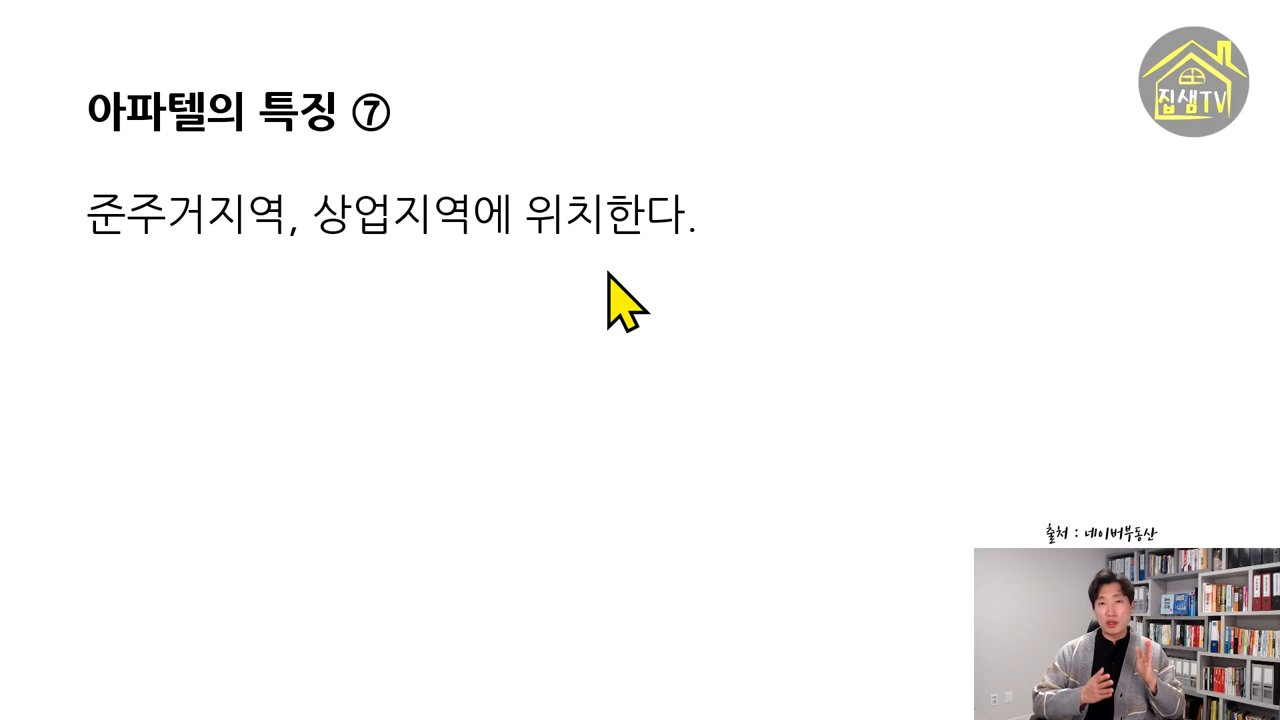 아파텔의 특징 ⑦
집샘TV
준주거지역, 상업지역에 위치한다.
출처 : 네이버부동산